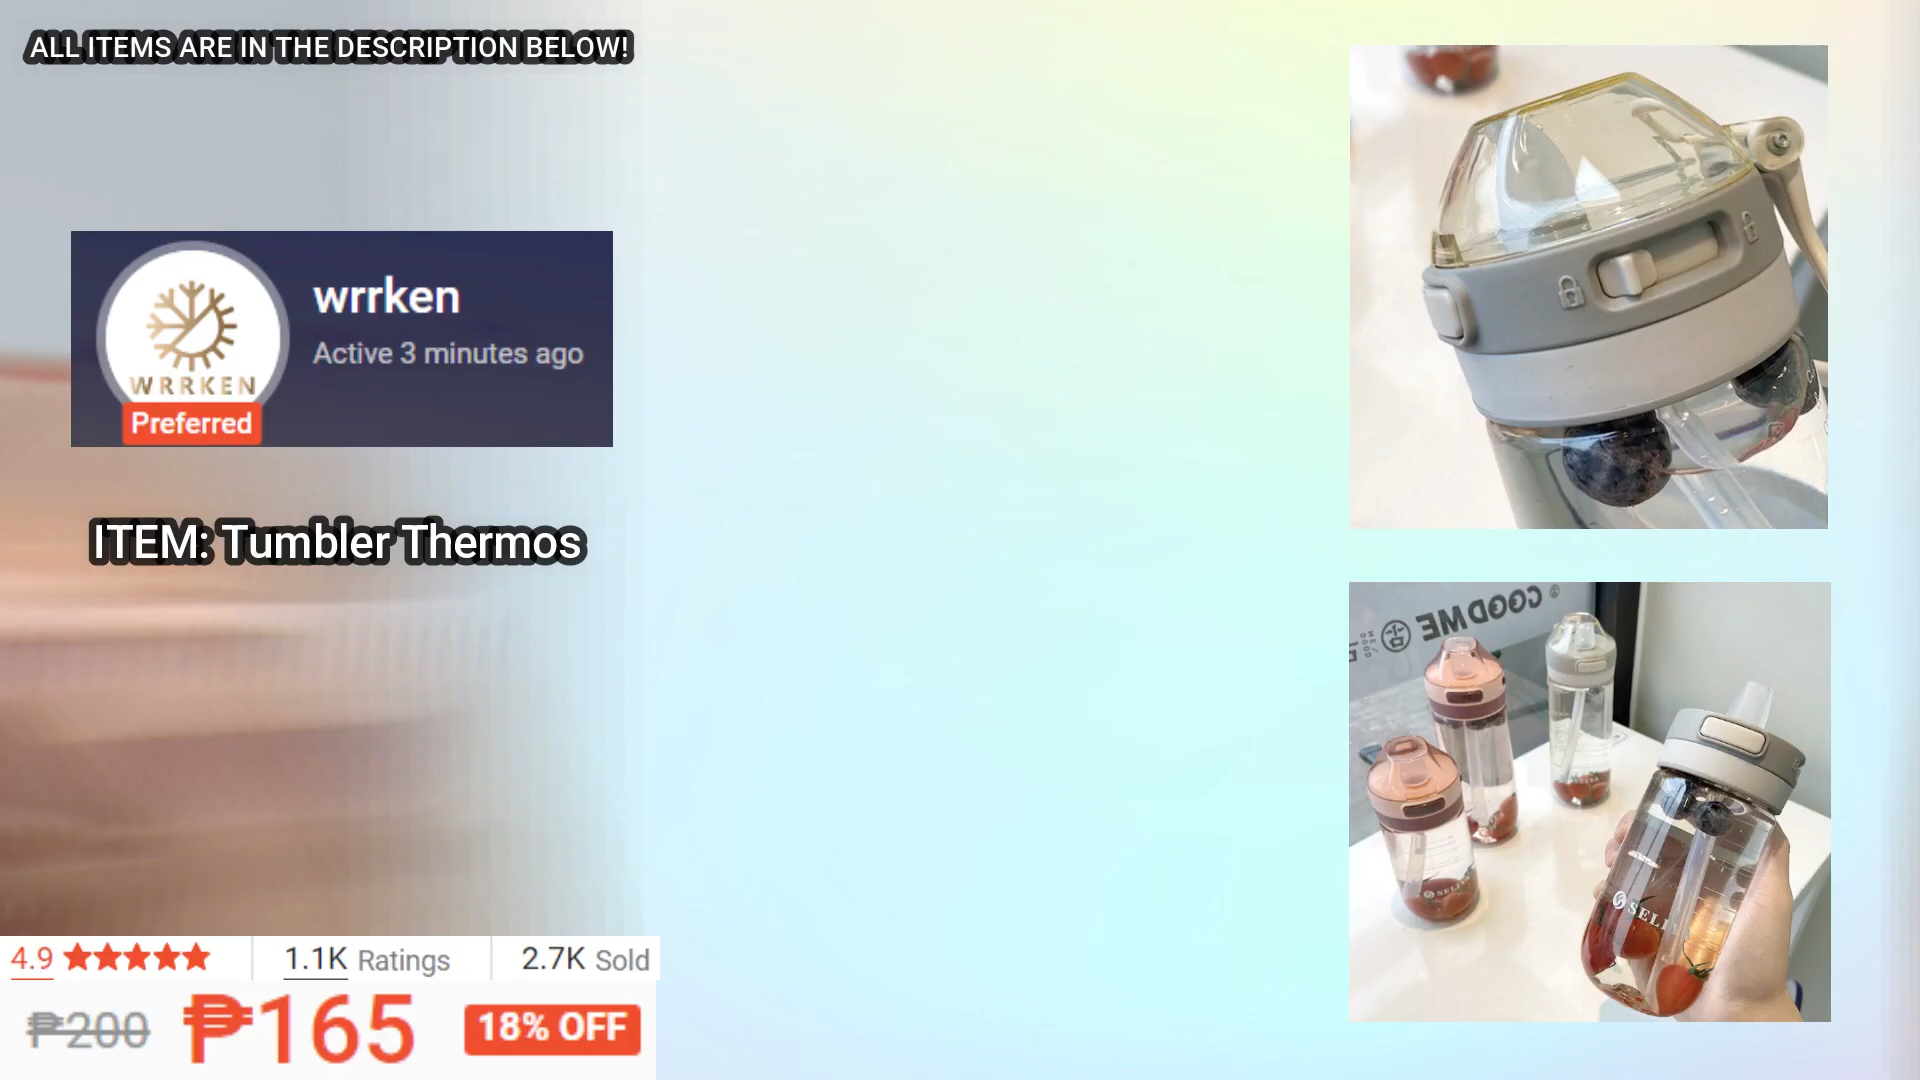 ALL ITEMS ARE IN THE DESCRIPTION BELOW!
wrrken
Active 3 minutes ago
WRRKEN
Preferred
ITEM: Tumbler Thermos
4.9
1.1K Ratings
2.7K Sold
₱200 ₱165 18% OFF
GOODME